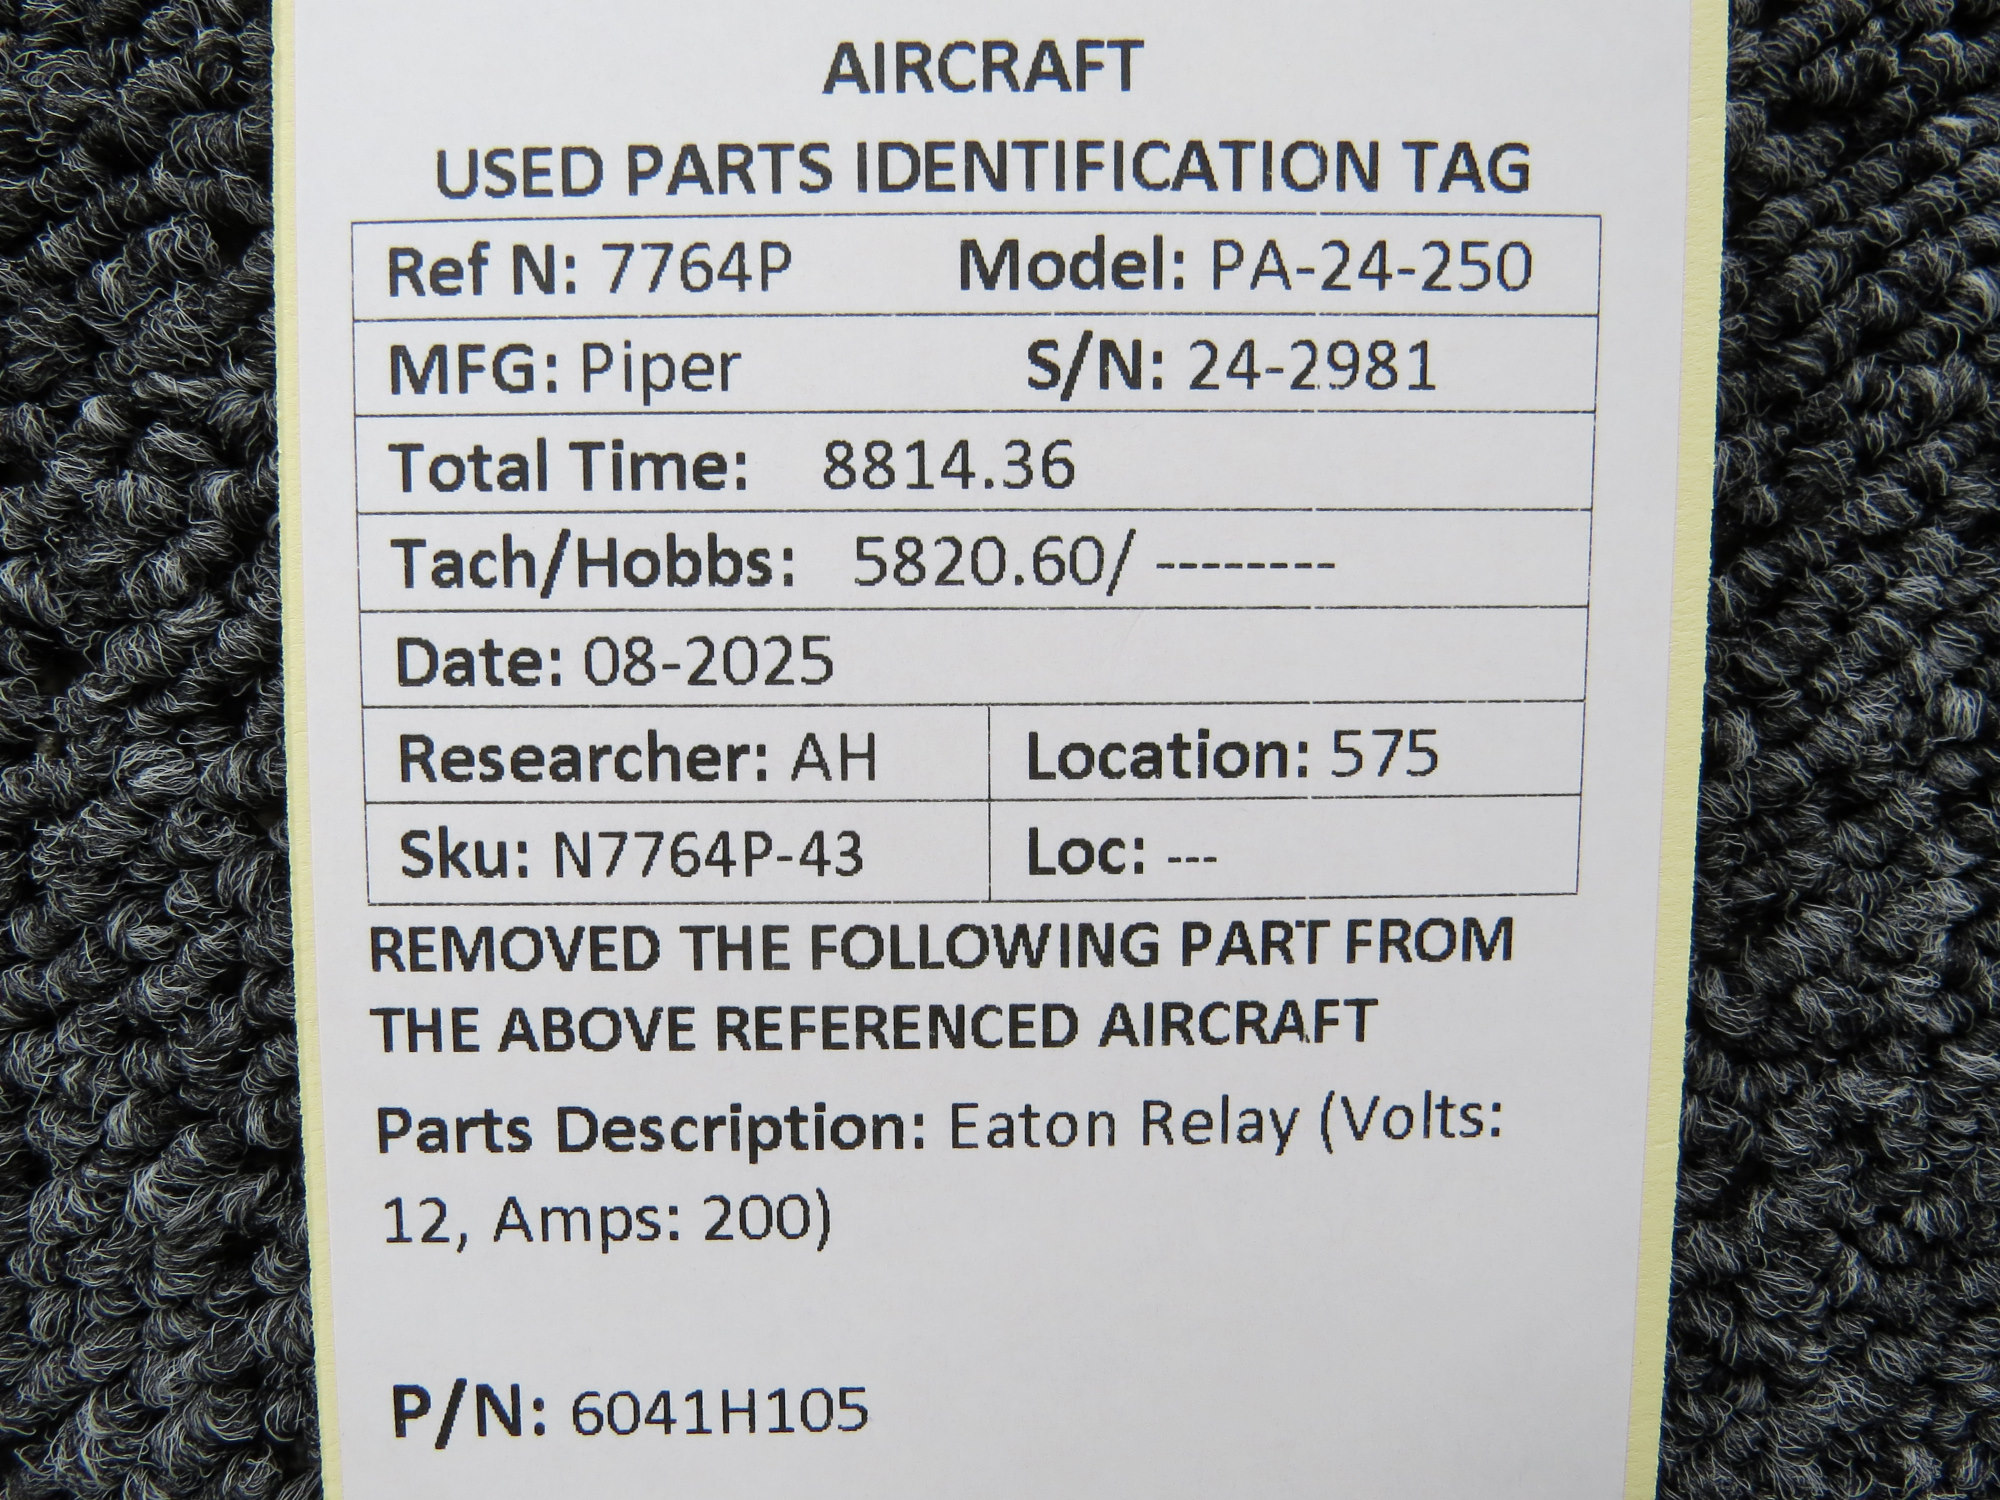 AIRCRAFT
USED PARTS IDENTIFICATION TAG
Ref N: 7764P Model: PA-24-250
MFG: Piper S/N: 24-2981
Total Time: 8814.36
Tach/Hobbs: 5820.60/ --------
Date: 08-2025
Researcher: AH Location: 575
Sku: N7764P-43 Loc: ---
REMOVED THE FOLLOWING PART FROM
THE ABOVE REFERENCED AIRCRAFT
Parts Description: Eaton Relay (Volts:
12, Amps: 200)
P/N: 6041H105